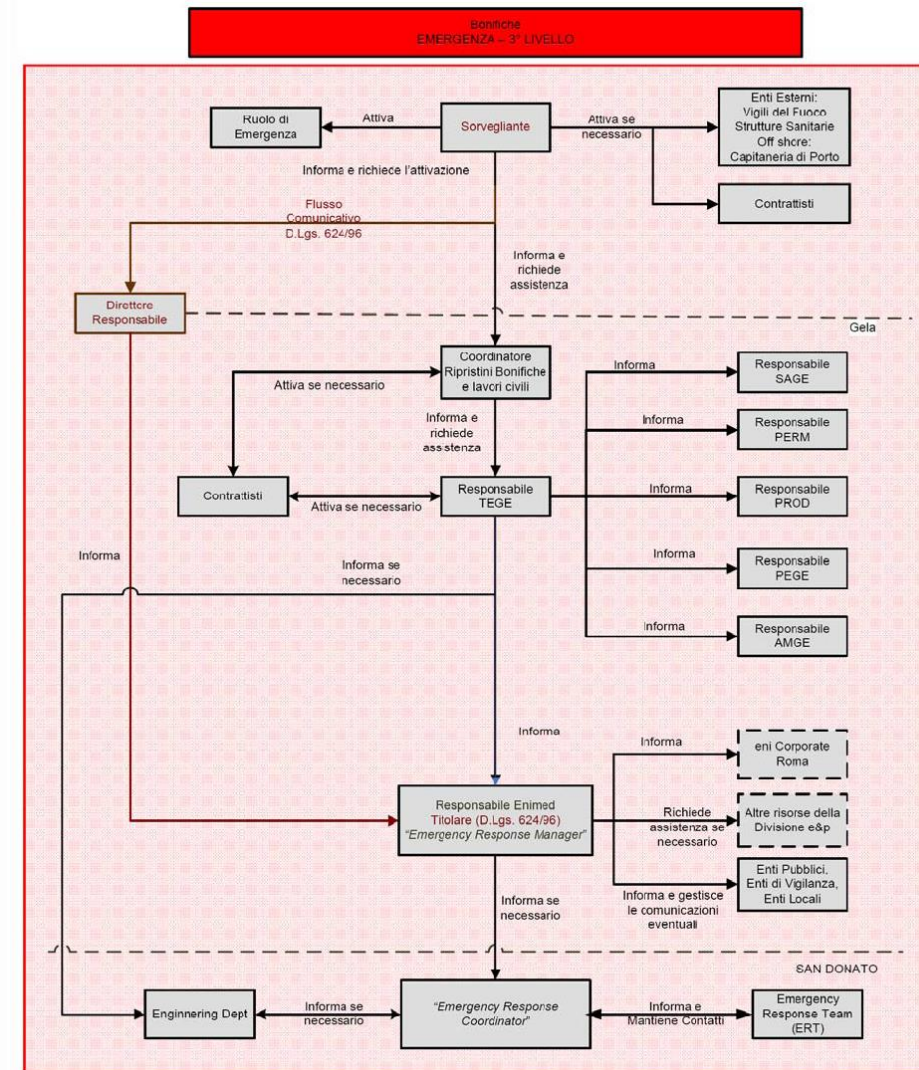 Bonifiche
EMERGENZA – 3° LIVELLO
Ruolo di
Emergenza
Attiva
Sorvegliante
Attiva se
necessario
Enti Esterni:
Vigili del Fuoco
Strutture Sanitarie
Off shore:
Capitaneria di Porto
Informa e richiece l'attivazione
Contrattisti
Flusso
Comunicativo
D.Lgs. 624/96
Informa e
richiede
assistenza
Direttore
Responsabile
Gela
Coordinatore
Ripristini Bonifiche
e lavori civili
Attiva se necessario
Informa
Responsabile
SAGE
Informa e
richiede
assistenza
Informa
Responsabile
PERM
Contrattisti
Attiva se necessario
Responsabile
TEGE
Informa
Responsabile
PROD
Informa
Informa se
necessario
Informa
Responsabile
PEGE
Informa
Responsabile
AMGE
Informa
Informa
eni Corporate
Roma
Responsabile Enimed
Titolare (D.Lgs. 624/96)
"Emergency Response Manager"
Richiede
assistenza se
necessario
Altre risorse della
Divisione e&p
Informa se
necessario
Informa e gestisce
le comunicazioni
eventuali
Enti Pubblici,
Enti di Vigilanza,
Enti Locali
SAN DONATO
Enginnering Dept
Informa se
necessario
"Emergency Response
Coordinator"
Informa e
Mantiene Contatti
Emergency
Response Team
(ERT)